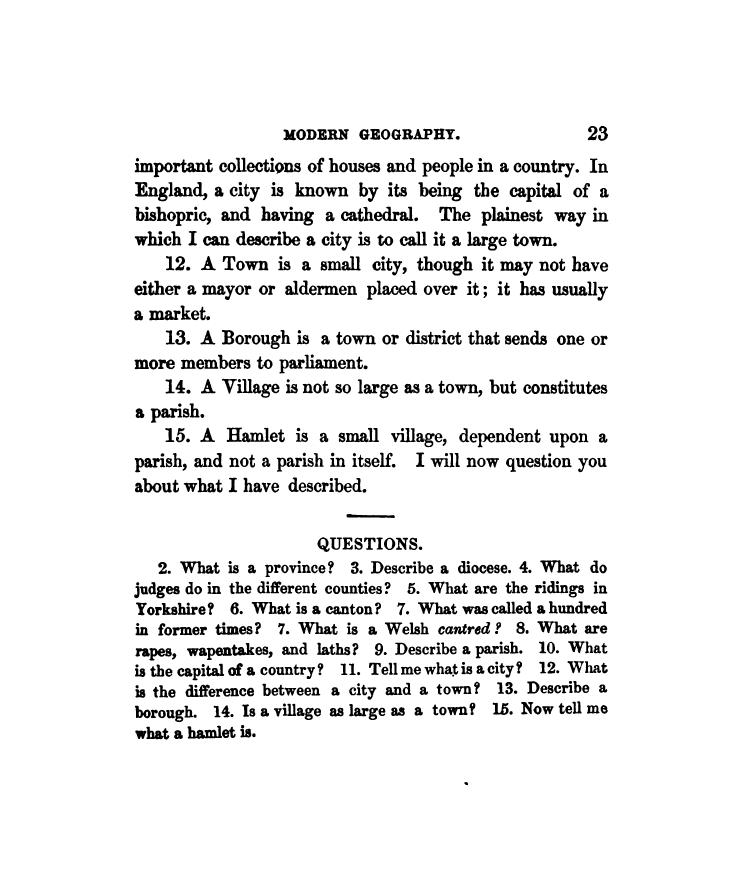 MODERN GEOGRAPHY. 23
important collections of houses and people in a country. In
England, a city is known by its being the capital of a
bishopric, and having a cathedral. The plainest way in
which I can describe a city is to call it a large town.
12. A Town is a small city, though it may not have
either a mayor or aldermen placed over it; it has usually
a market.
13. A Borough is a town or district that sends one or
more members to parliament.
14. A Village is not so large as a town, but constitutes
a parish.
15. A Hamlet is a small village, dependent upon a
parish, and not a parish in itself. I will now question you
about what I have described.
QUESTIONS.
2. What is a province? 3. Describe a diocese. 4. What do
judges do in the different counties? 5. What are the ridings in
Yorkshire? 6. What is a canton? 7. What was called a hundred
in former times? 7. What is a Welsh cantred? 8. What are
rapes, wapentakes, and laths? 9. Describe a parish. 10. What
is the capital of a country? 11. Tell me what is a city? 12. What
is the difference between a city and a town? 13. Describe a
borough. 14. Is a village as large as a town? 15. Now tell me
what a hamlet is.